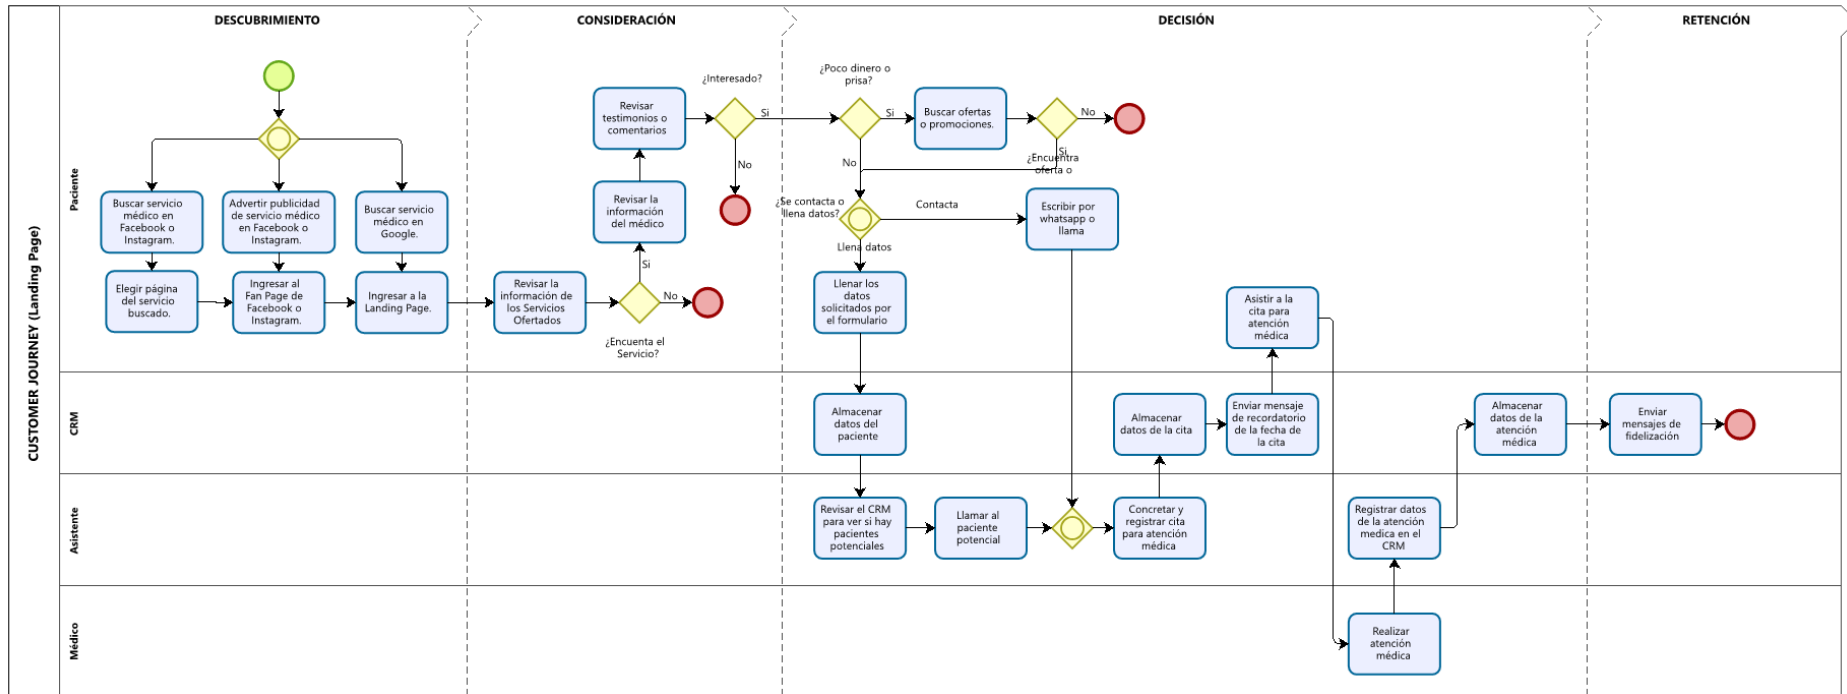 CUSTOMER JOURNEY (Landing Page)
DESCUBRIMIENTO
CONSIDERACIÓN
DECISIÓN
RETENCIÓN
Paciente
Buscar servicio
médico en
Facebook o
Instagram.
Advertir publicidad
de servicio médico
en Facebook o
Instagram.
Buscar servicio
médico en
Google.
Elegir página
del servicio
buscado.
Ingresar al
Fan Page de
Facebook o
Instagram.
Ingresar a la
Landing Page.
Revisar la
información de
los Servicios
Ofertados
¿Encuenta el
Servicio?
No
Si
Revisar la
información
del médico
Revisar
testimonios o
comentarios
¿Interesado?
Si
No
¿Poco dinero o
prisa?
Si
No
Buscar ofertas
o promociones.
No
Si
¿Encuentra
oferta o
¿Se contacta o
llena datos?
Contacta
Escribir por
whatsapp o
llama
Llena datos
Llenar los
datos
solicitados por
el formulario
Asistir a la
cita para
atención
médica
CRM
Almacenar
datos del
paciente
Almacenar
datos de la cita
Enviar mensaje
de recordatorio
de la fecha de
la cita
Almacenar
datos de la
atención
médica
Enviar
mensajes de
fidelización
Asistente
Revisar el CRM
para ver si hay
pacientes
potenciales
Llamar al
paciente
potencial
Concretar y
registrar cita
para atención
médica
Registrar datos
de la atención
medica en el
CRM
Médico
Realizar
atención
médica